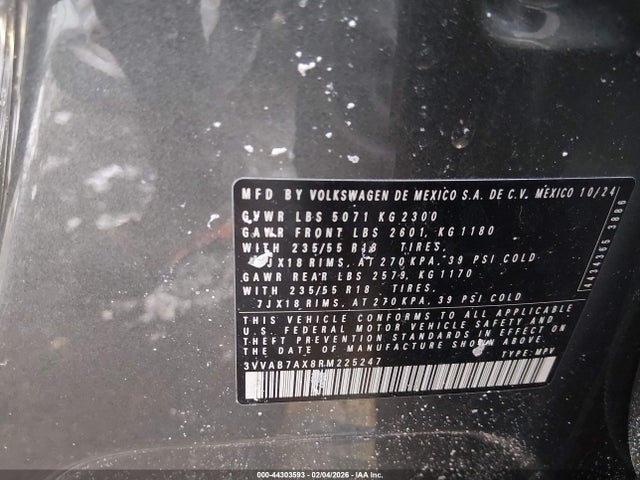 MFD BY VOLKSWAGEN DE MEXICO S.A. DE C.V. MEXICO 10/24
GVWR LBS 5071 KG 2300
GAWR FRONT LBS 2601, KG 1180
WITH 235/55 R18 TIRES,
7JX18 RIMS, AT 270 KPA, 39 PSI COLD
GAWR REAR LBS 2579, KG 1170
WITH 235/55 R18 TIRES,
7JX18 RIMS, AT 270 KPA, 39 PSI COLD
THIS VEHICLE CONFORMS TO ALL APPLICABLE
U.S. FEDERAL MOTOR VEHICLE SAFETY AND
THEFT PREVENTION STANDARDS IN EFFECT ON
THE DATE OF MANUFACTURE SHOWN ABOVE.
3VVAB7AX8RM225247 TYPE: MPV
3886
000-44303593 - 02/04/2026 - IAA Inc.